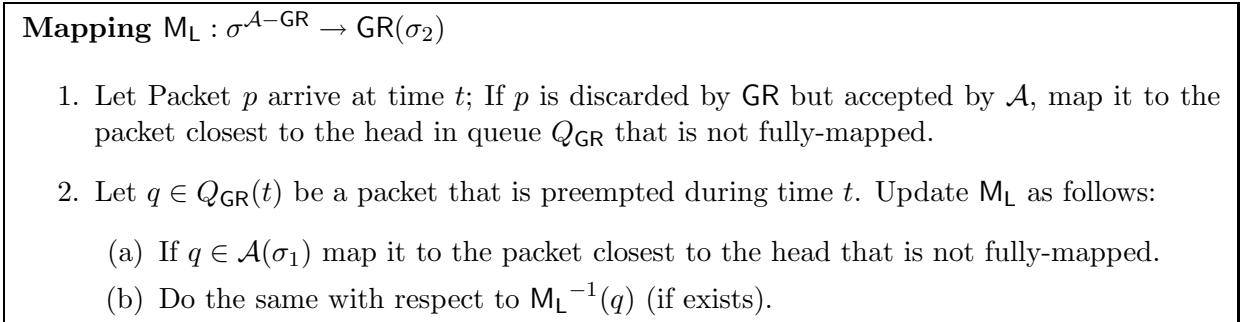 Mapping M_L : σ^{A−GR} → GR(σ_2)
1. Let Packet p arrive at time t; If p is discarded by GR but accepted by A, map it to the
packet closest to the head in queue Q_GR that is not fully-mapped.
2. Let q ∈ Q_GR(t) be a packet that is preempted during time t. Update M_L as follows:
(a) If q ∈ A(σ_1) map it to the packet closest to the head that is not fully-mapped.
(b) Do the same with respect to M_L^{−1}(q) (if exists).